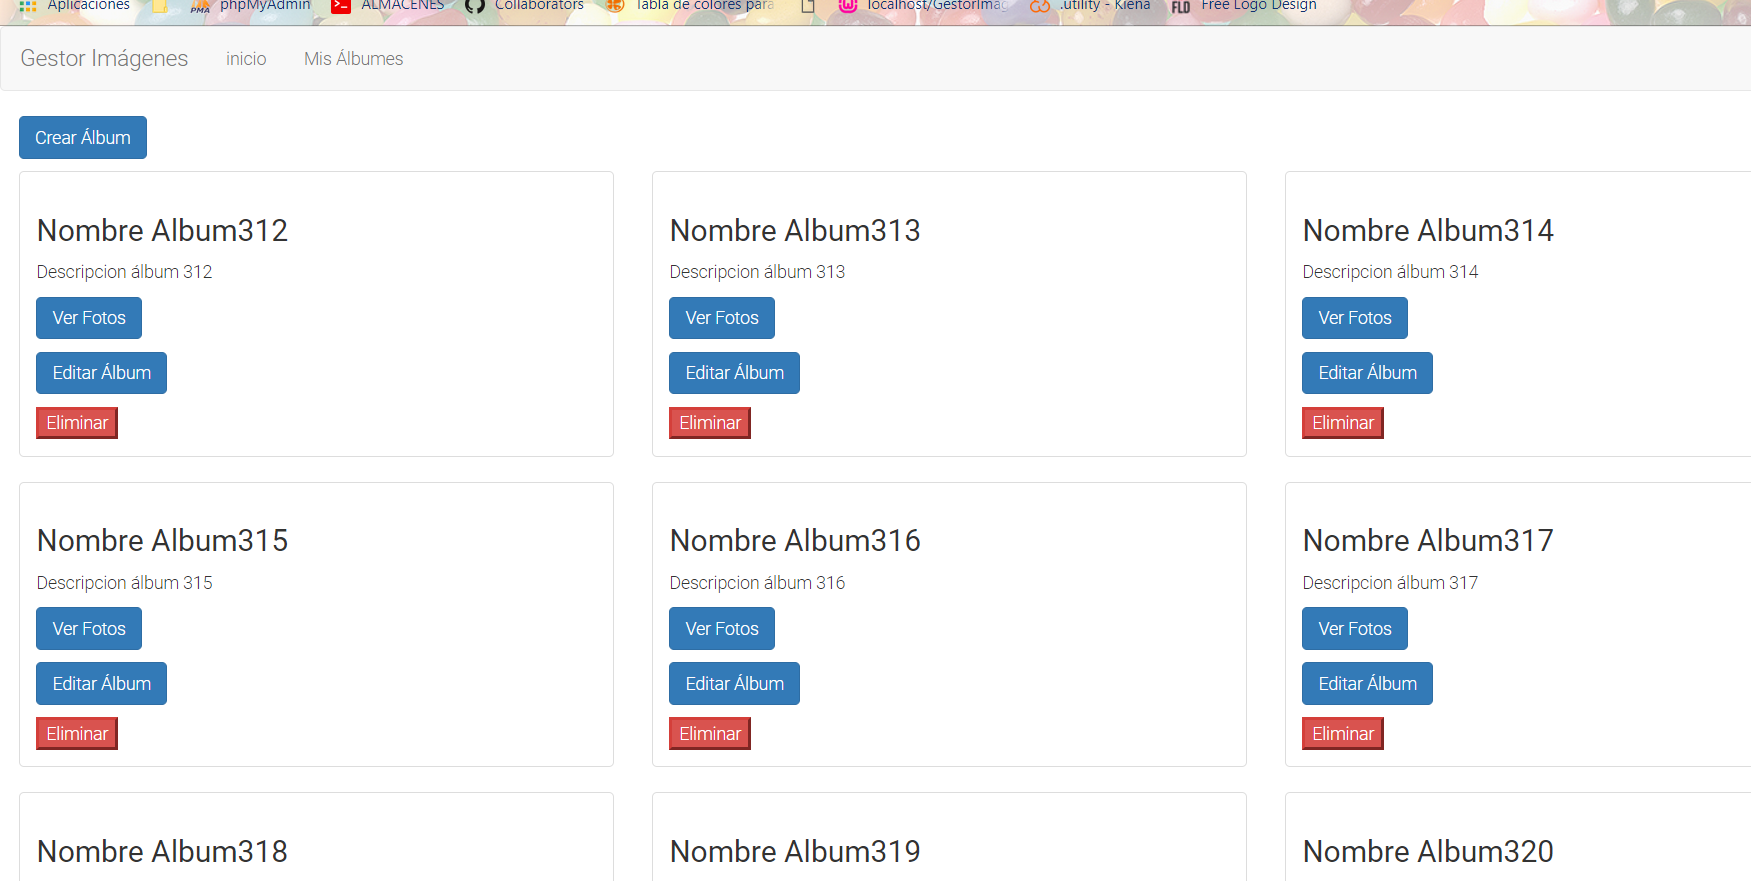 Aplicaciones phpMyAdmin ALMACENES Collaborators Tabla de colores para localhost/GestorImag .utility - Kiena Free Logo Design
PMA FLD
Gestor Imágenes inicio Mis Álbumes
Crear Álbum
Nombre Album312 Nombre Album313 Nombre Album314
Descripcion álbum 312 Descripcion álbum 313 Descripcion álbum 314
Ver Fotos Ver Fotos Ver Fotos
Editar Álbum Editar Álbum Editar Álbum
Eliminar Eliminar Eliminar
Nombre Album315 Nombre Album316 Nombre Album317
Descripcion álbum 315 Descripcion álbum 316 Descripcion álbum 317
Ver Fotos Ver Fotos Ver Fotos
Editar Álbum Editar Álbum Editar Álbum
Eliminar Eliminar Eliminar
Nombre Album318 Nombre Album319 Nombre Album320